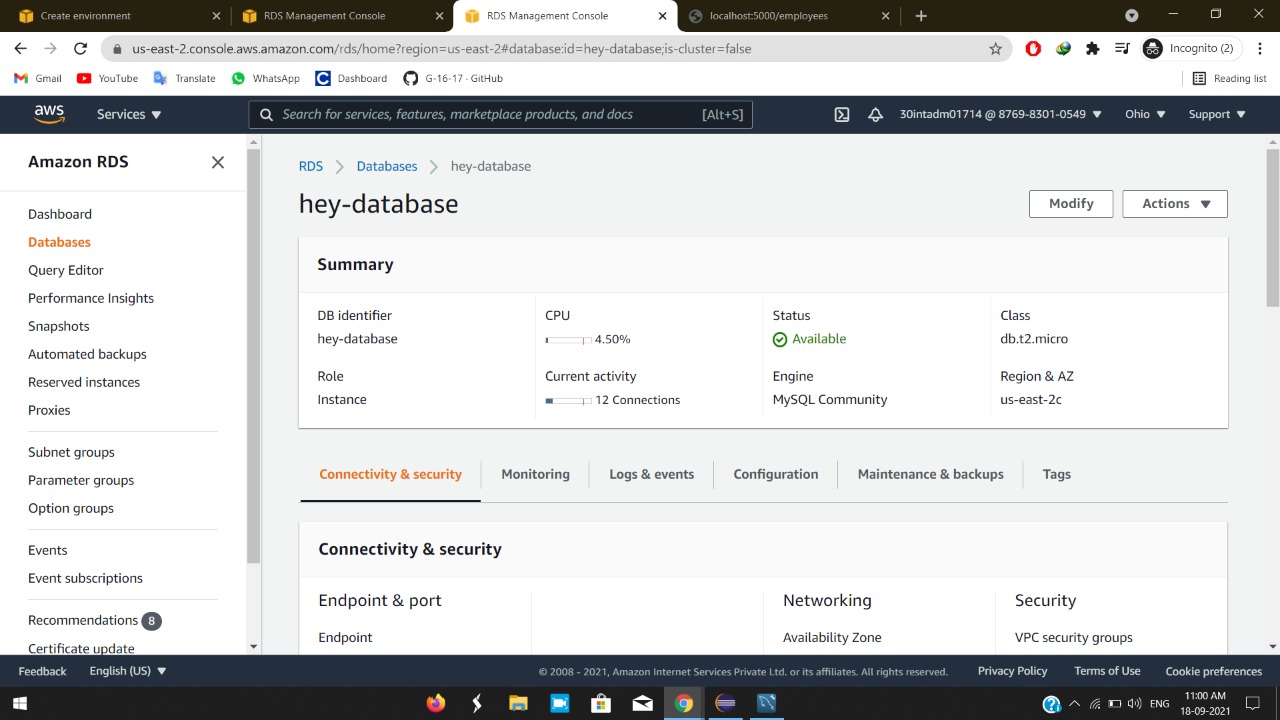 Create environment
RDS Management Console
RDS Management Console
localhost:5000/employees
us-east-2.console.aws.amazon.com/rds/home?region=us-east-2#database:id=hey-database;is-cluster=false
Incognito (2)
Gmail
YouTube
Translate
WhatsApp
Dashboard
G-16-17 · GitHub
Reading list
aws
Services
Search for services, features, marketplace products, and docs
[Alt+S]
30intadm01714 @ 8769-8301-0549
Ohio
Support
Amazon RDS
Dashboard
Databases
Query Editor
Performance Insights
Snapshots
Automated backups
Reserved instances
Proxies
Subnet groups
Parameter groups
Option groups
Events
Event subscriptions
Recommendations 8
Certificate update
RDS
Databases
hey-database
hey-database
Modify
Actions
Summary
DB identifier
hey-database
CPU
4.50%
Status
Available
Class
db.t2.micro
Role
Instance
Current activity
12 Connections
Engine
MySQL Community
Region & AZ
us-east-2c
Connectivity & security
Monitoring
Logs & events
Configuration
Maintenance & backups
Tags
Connectivity & security
Endpoint & port
Endpoint
Networking
Availability Zone
Security
VPC security groups
Feedback
English (US)
© 2008 - 2021, Amazon Internet Services Private Ltd. or its affiliates. All rights reserved.
Privacy Policy
Terms of Use
Cookie preferences
ENG
11:00 AM
18-09-2021